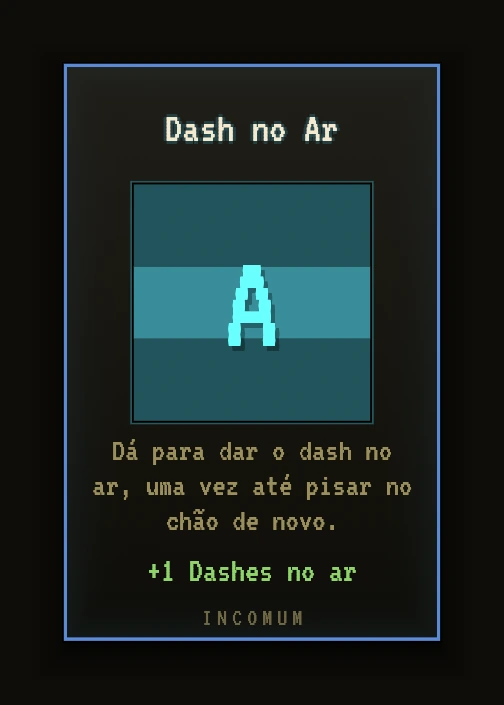 Dash no Ar
A
Dá para dar o dash no
ar, uma vez até pisar no
chão de novo.
+1 Dashes no ar
INCOMUM